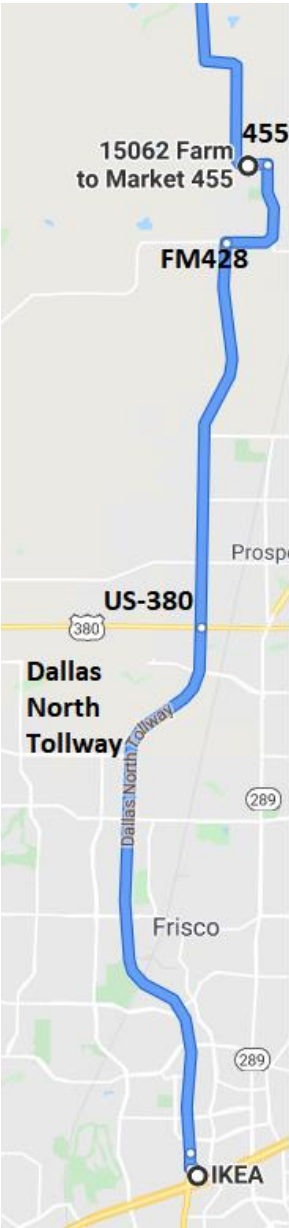 455
15062 Farm
to Market 455
FM428
Prospe
US-380
380
Dallas
North
Tollway
Dallas North Tollway
289
Frisco
289
IKEA